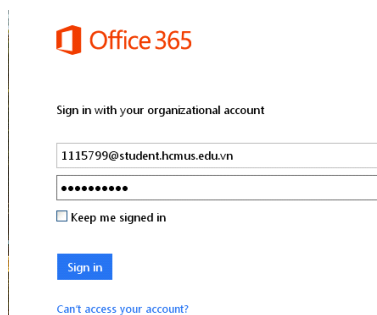 Office 365
Sign in with your organizational account
1115799@student.hcmus.edu.vn
••••••••••
Keep me signed in
Sign in
Can't access your account?